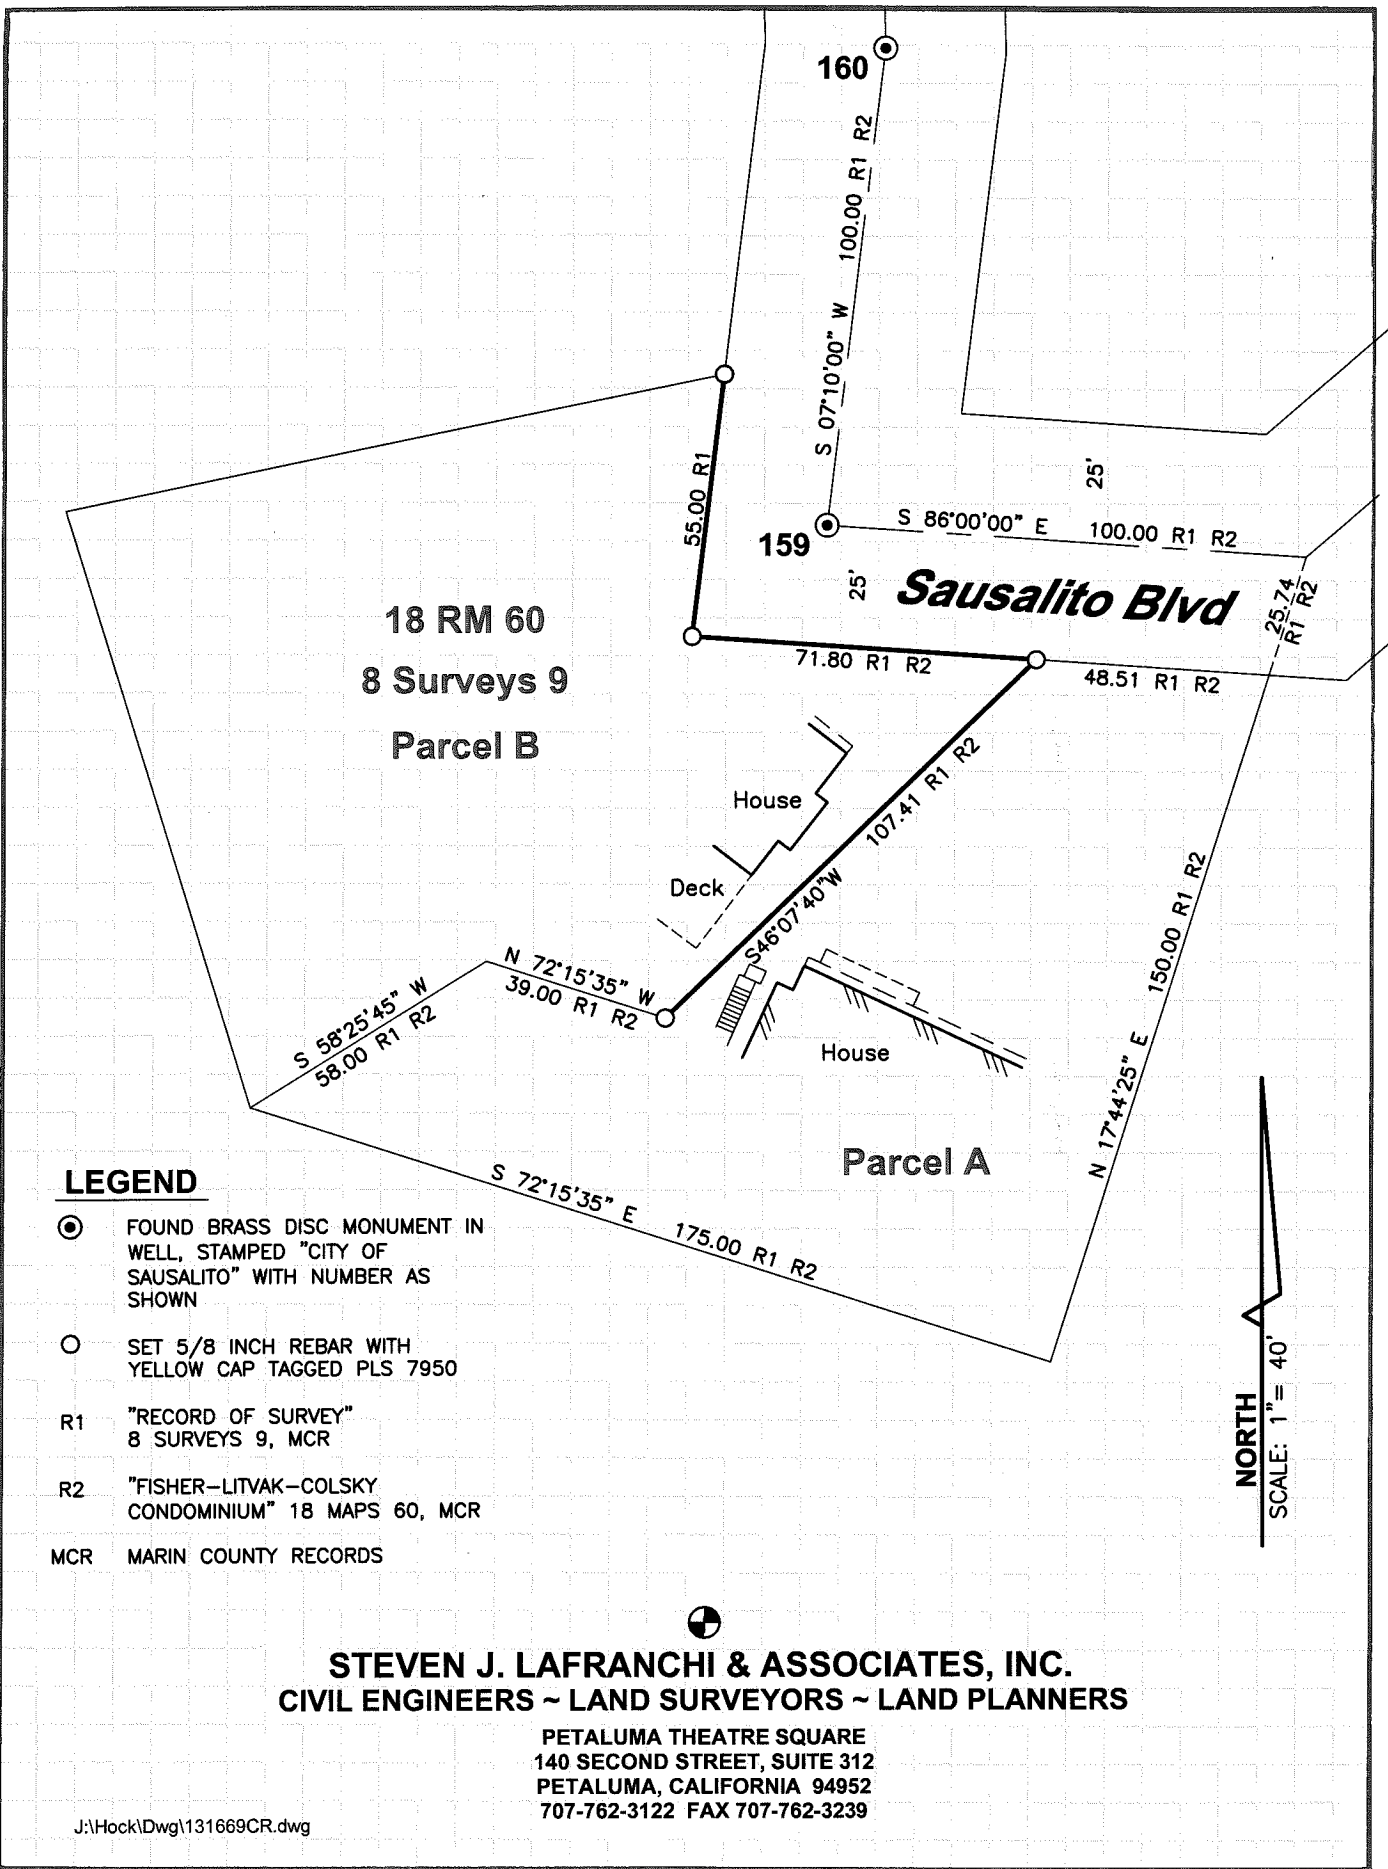 160
S 07°10'00" W 100.00 R1 R2
55.00 R1
25'
159
S 86°00'00" E 100.00 R1 R2
25'
Sausalito Blvd
25.74
R1 R2
18 RM 60
8 Surveys 9
Parcel B
71.80 R1 R2
48.51 R1 R2
House
107.41 R1 R2
Deck
S46°07'40"W
N 72°15'35" W
39.00 R1 R2
S 58°25'45" W
58.00 R1 R2
House
N 17°44'25" E 150.00 R1 R2
Parcel A
S 72°15'35" E 175.00 R1 R2
LEGEND
FOUND BRASS DISC MONUMENT IN
WELL, STAMPED "CITY OF
SAUSALITO" WITH NUMBER AS
SHOWN
SET 5/8 INCH REBAR WITH
YELLOW CAP TAGGED PLS 7950
R1 "RECORD OF SURVEY"
8 SURVEYS 9, MCR
R2 "FISHER-LITVAK-COLSKY
CONDOMINIUM" 18 MAPS 60, MCR
MCR MARIN COUNTY RECORDS
NORTH
SCALE: 1"= 40'
STEVEN J. LAFRANCHI & ASSOCIATES, INC.
CIVIL ENGINEERS ~ LAND SURVEYORS ~ LAND PLANNERS
PETALUMA THEATRE SQUARE
140 SECOND STREET, SUITE 312
PETALUMA, CALIFORNIA 94952
707-762-3122 FAX 707-762-3239
J:\Hock\Dwg\131669CR.dwg